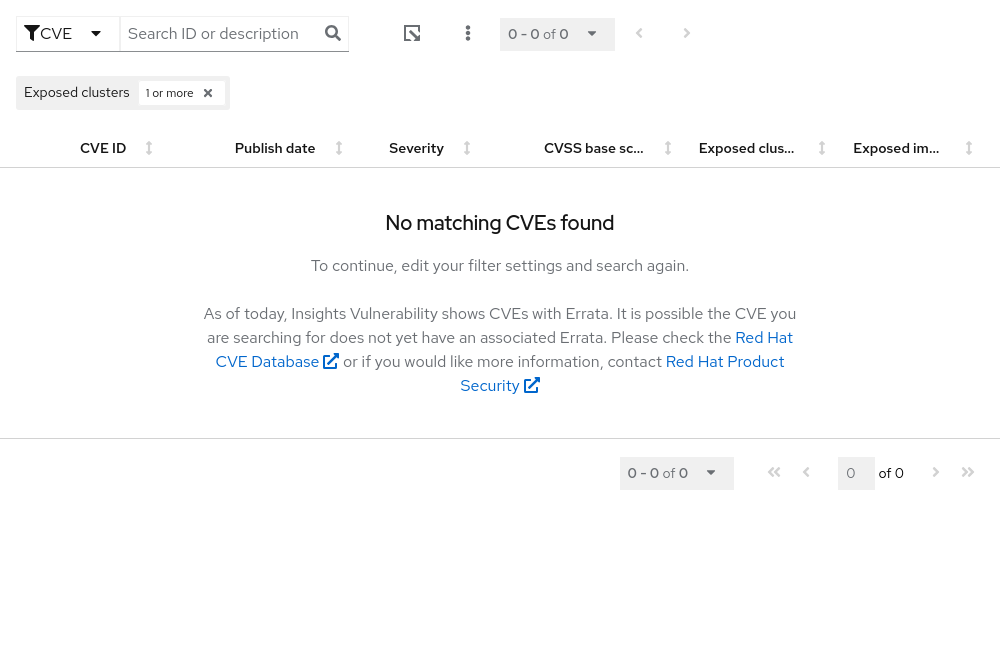 CVE
Search ID or description
0 - 0 of 0
Exposed clusters 1 or more
CVE ID Publish date Severity CVSS base sc... Exposed clus... Exposed im...
No matching CVEs found
To continue, edit your filter settings and search again.
As of today, Insights Vulnerability shows CVEs with Errata. It is possible the CVE you
are searching for does not yet have an associated Errata. Please check the Red Hat
CVE Database or if you would like more information, contact Red Hat Product
Security
0 - 0 of 0 0 of 0